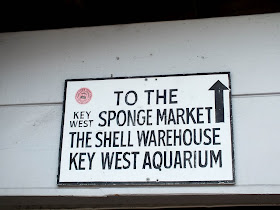 TO THE
KEY WEST SPONGE MARKET
THE SHELL WAREHOUSE
KEY WEST AQUARIUM